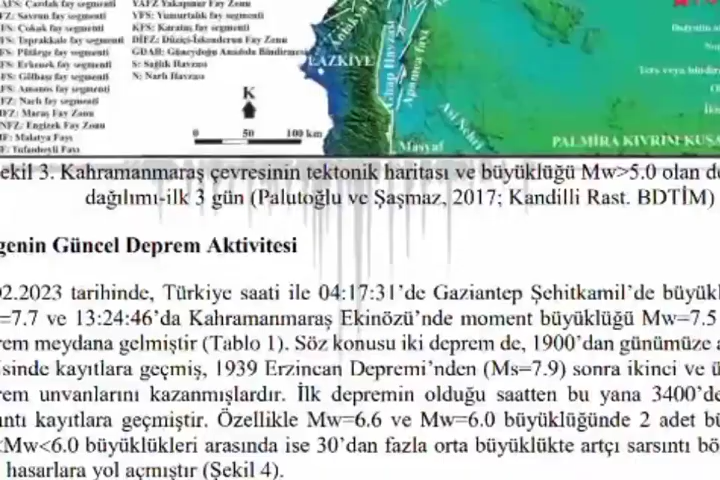 AFS: Çardak fay segmenti YAFZ Yakapınar Fay Zonu
FZ: Savrun fay segmenti YFS: Yumurtalık fay segmenti
FS: Çokak fay segmenti KFS: Karataş fay segmenti
FS: Toprakkale fay segmenti DİFZ: Düziçi-İskenderun Fay Zonu
FS: Pütürge fay segmenti GDAB: Güneydoğu Anadolu Bindirmesi
FS: Erkenek fay segmenti S: Sağlık Havzası
FS: Gölbaşı fay segmenti N: Narlı Havzası
FS: Amanos fay segmenti
FZ: Narlı fay segmenti
MFZ: Maraş Fay Zonu
NFZ: Engizek Fay Zonu
MF: Malatya Fayı
F: Tufanbeyli Fayı
LAZKİYE
Ghap Havzası
Apamea fayı
Asi Nehri
Masyaf
PALMİRA KIVRIM KUŞA
K
0 50 100 km
ekil 3. Kahramanmaraş çevresinin tektonik haritası ve büyüklüğü Mw>5.0 olan de
dağılımı-ilk 3 gün (Palutoğlu ve Şaşmaz, 2017; Kandilli Rast. BDTİM)
genin Güncel Deprem Aktivitesi
02.2023 tarihinde, Türkiye saati ile 04:17:31'de Gaziantep Şehitkamil'de büyükl
=7.7 ve 13:24:46'da Kahramanmaraş Ekinözü'nde moment büyüklüğü Mw=7.5
rem meydana gelmiştir (Tablo 1). Söz konusu iki deprem de, 1900'dan günümüze a
isinde kayıtlara geçmiş, 1939 Erzincan Depremi'nden (Ms=7.9) sonra ikinci ve ü
rem unvanlarını kazanmışlardır. İlk depremin olduğu saatten bu yana 3400'de
ntı kayıtlara geçmiştir. Özellikle Mw=6.6 ve Mw=6.0 büyüklüğünde 2 adet bü
<Mw<6.0 büyüklükleri arasında ise 30'dan fazla orta büyüklükte artçı sarsıntı bö
hasarlara yol açmıştır (Şekil 4).